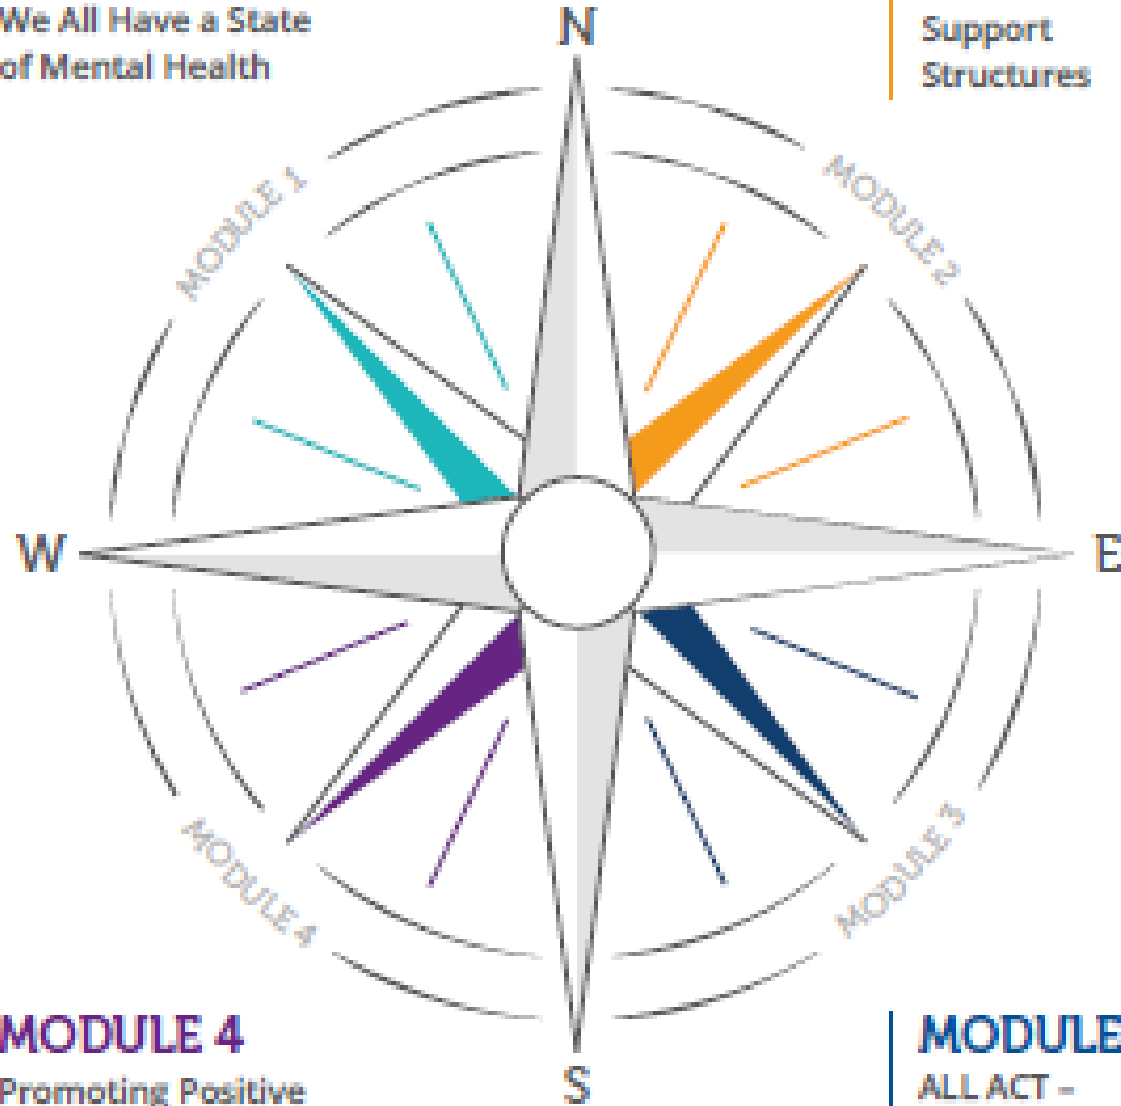 We All Have a State
of Mental Health
N
Support
Structures
MODULE 1
MODULE 2
W
E
MODULE 4
MODULE 3
MODULE 4
Promoting Positive
S
MODULE
ALL ACT –